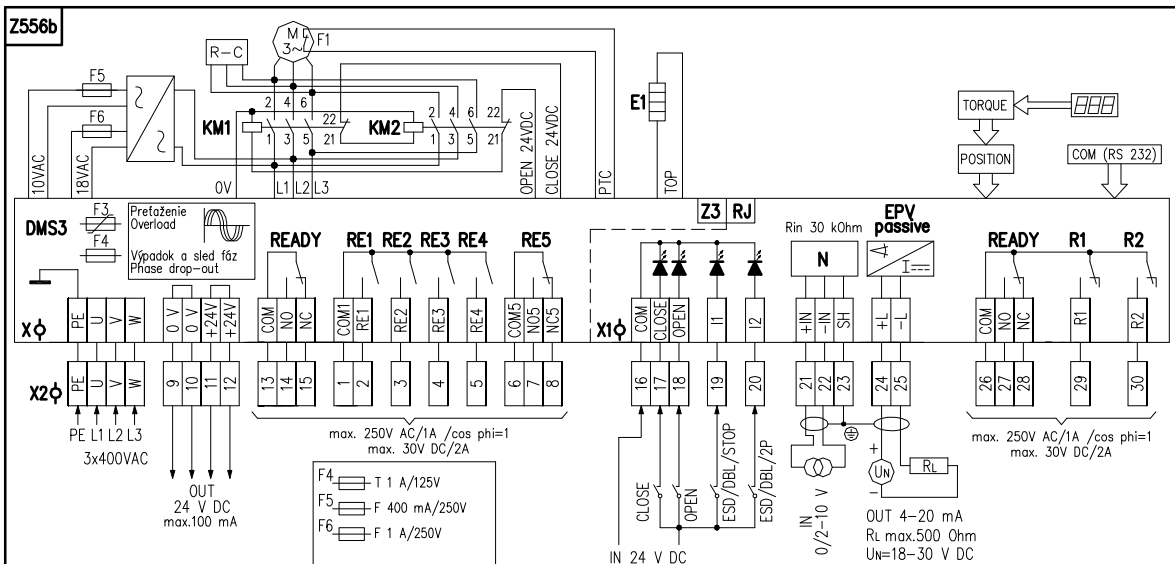 Z556b
M
3~
F1
R-C
F5
F6
KM1
2 4 6
1 3 5
22
21
KM2
2 4 6
1 3 5
22
21
E1
TORQUE
POSITION
COM (RS 232)
10VAC
18VAC
0V
L1 L2 L3
OPEN 24VDC
CLOSE 24VDC
PTC
TOP
DMS3
F3
F4
Preťaženie
Overload
Výpadok a sled fáz
Phase drop-out
READY
RE1 RE2 RE3 RE4
RE5
Z3 RJ
Rin 30 kOhm
N
EPV
passive
I
READY
R1
R2
X
PE U V W
0 V 0 V +24V +24V
COM NO NC
COM1 RE1 RE2 RE3 RE4
COM5 NO5 NC5
X1
COM CLOSE OPEN I1 I2
+IN -IN SH
+L -L
COM NO NC R1 R2
X2
PE U V W
9 10 11 12
13 14 15
1 2 3 4 5
6 7 8
16 17 18 19 20
21 22 23
24 25
26 27 28 29 30
PE L1 L2 L3
3x400VAC
OUT
24 V DC
max.100 mA
max. 250V AC/1A /cos phi=1
max. 30V DC/2A
F4 T 1 A/125V
F5 F 400 mA/250V
F6 F 1 A/250V
CLOSE
OPEN
ESD/DBL/STOP
ESD/DBL/2P
IN 24 V DC
IN
0/2-10 V
+
UN
-
RL
OUT 4-20 mA
RL max.500 Ohm
UN=18-30 V DC
max. 250V AC/1A /cos phi=1
max. 30V DC/2A